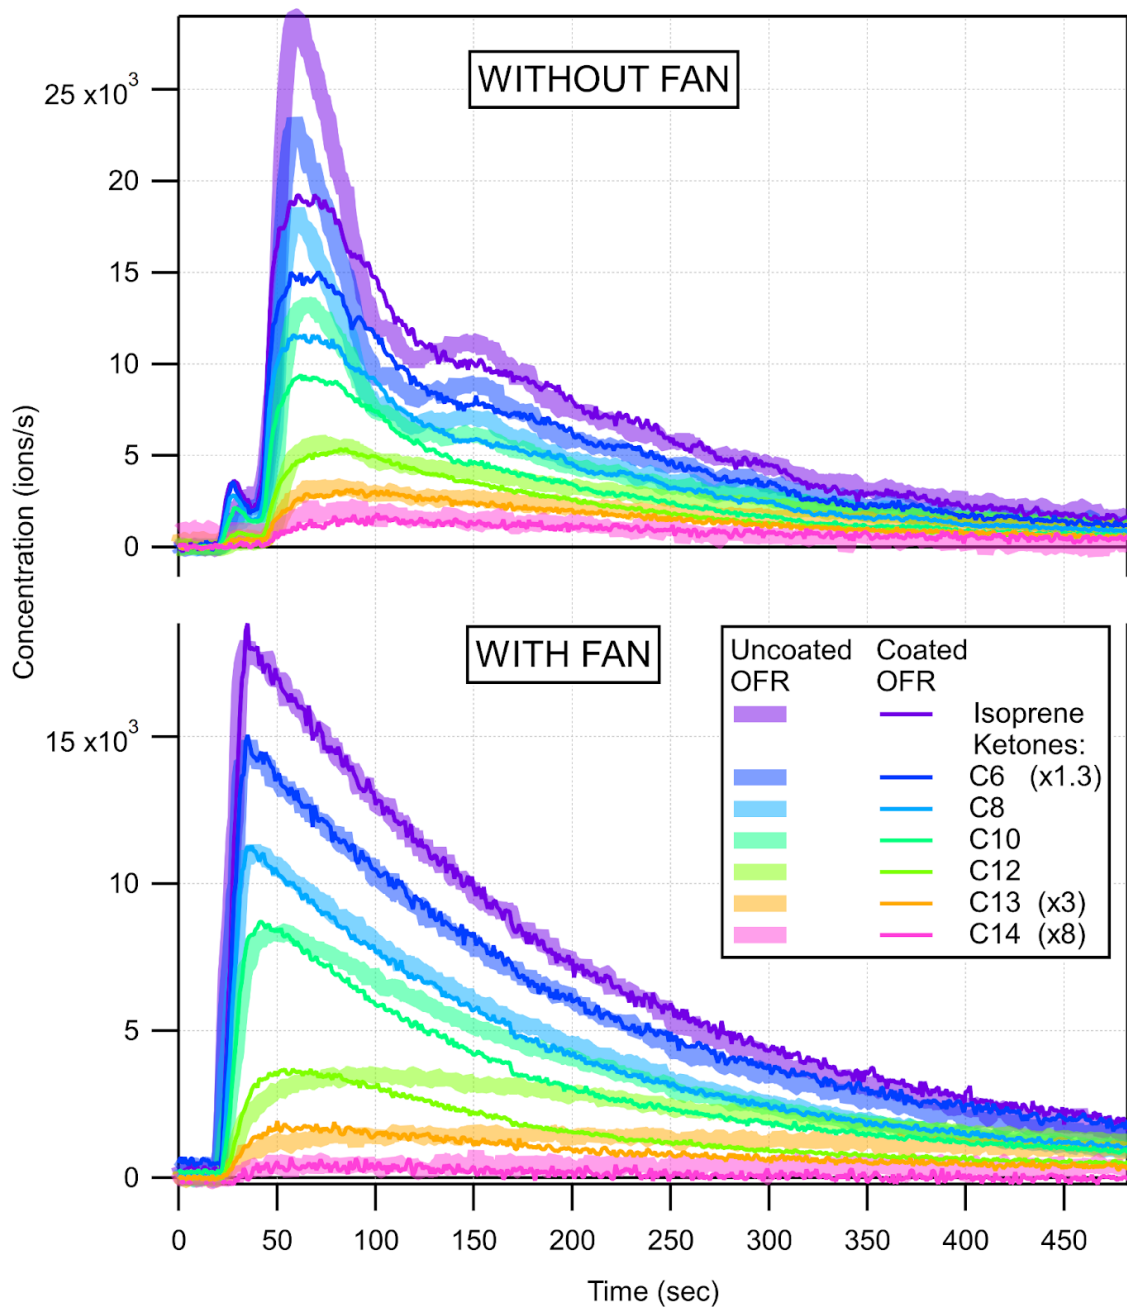 WITHOUT FAN
25 x10³
20
15
10
5
0
Concentration (ions/s)
WITH FAN
15 x10³
10
5
0
Uncoated OFR
Coated OFR
Isoprene
Ketones:
C6 (x1.3)
C8
C10
C12
C13 (x3)
C14 (x8)
0 50 100 150 200 250 300 350 400 450
Time (sec)